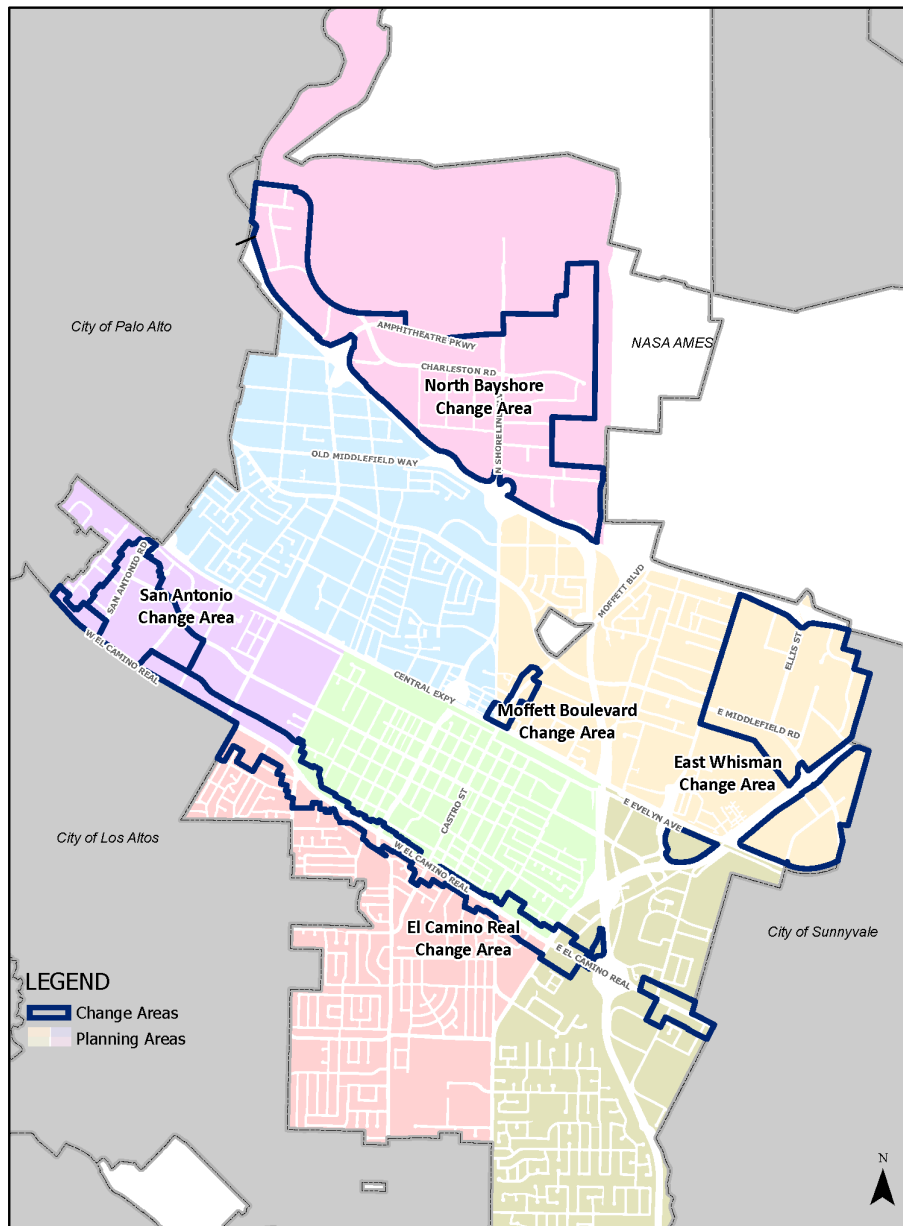 City of Palo Alto
NASA AMES
AMPHITHEATRE PKWY
CHARLESTON RD
North Bayshore
Change Area
N SHORELINE
OLD MIDDLEFIELD WAY
MOFFETT BLVD
SAN ANTONIO RD
San Antonio
Change Area
W EL CAMINO REAL
ELLIS ST
CENTRAL EXPY
Moffett Boulevard
Change Area
E MIDDLEFIELD RD
East Whisman
Change Area
E EVELYN AVE
CASTRO ST
City of Los Altos
W EL CAMINO REAL
El Camino Real
Change Area
City of Sunnyvale
E EL CAMINO REAL
LEGEND
Change Areas
Planning Areas
N